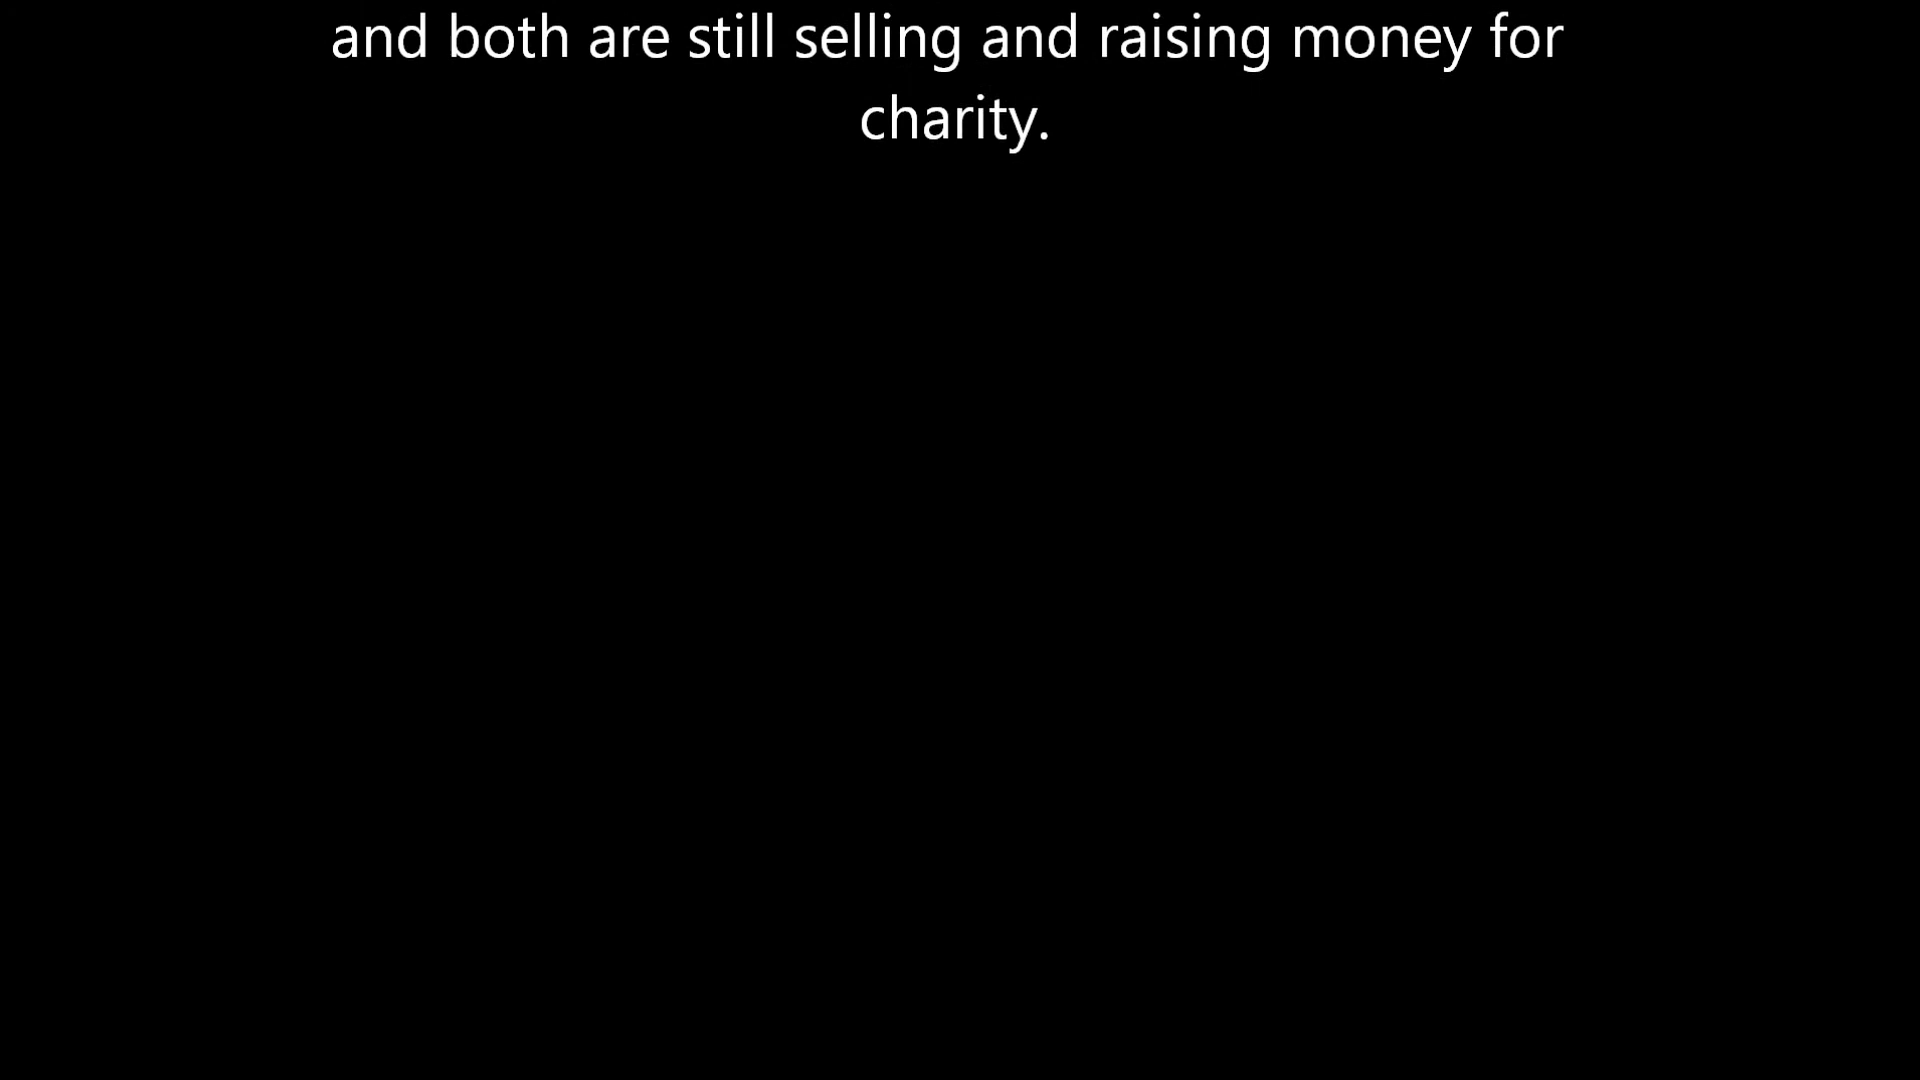 and both are still selling and raising money for
charity.